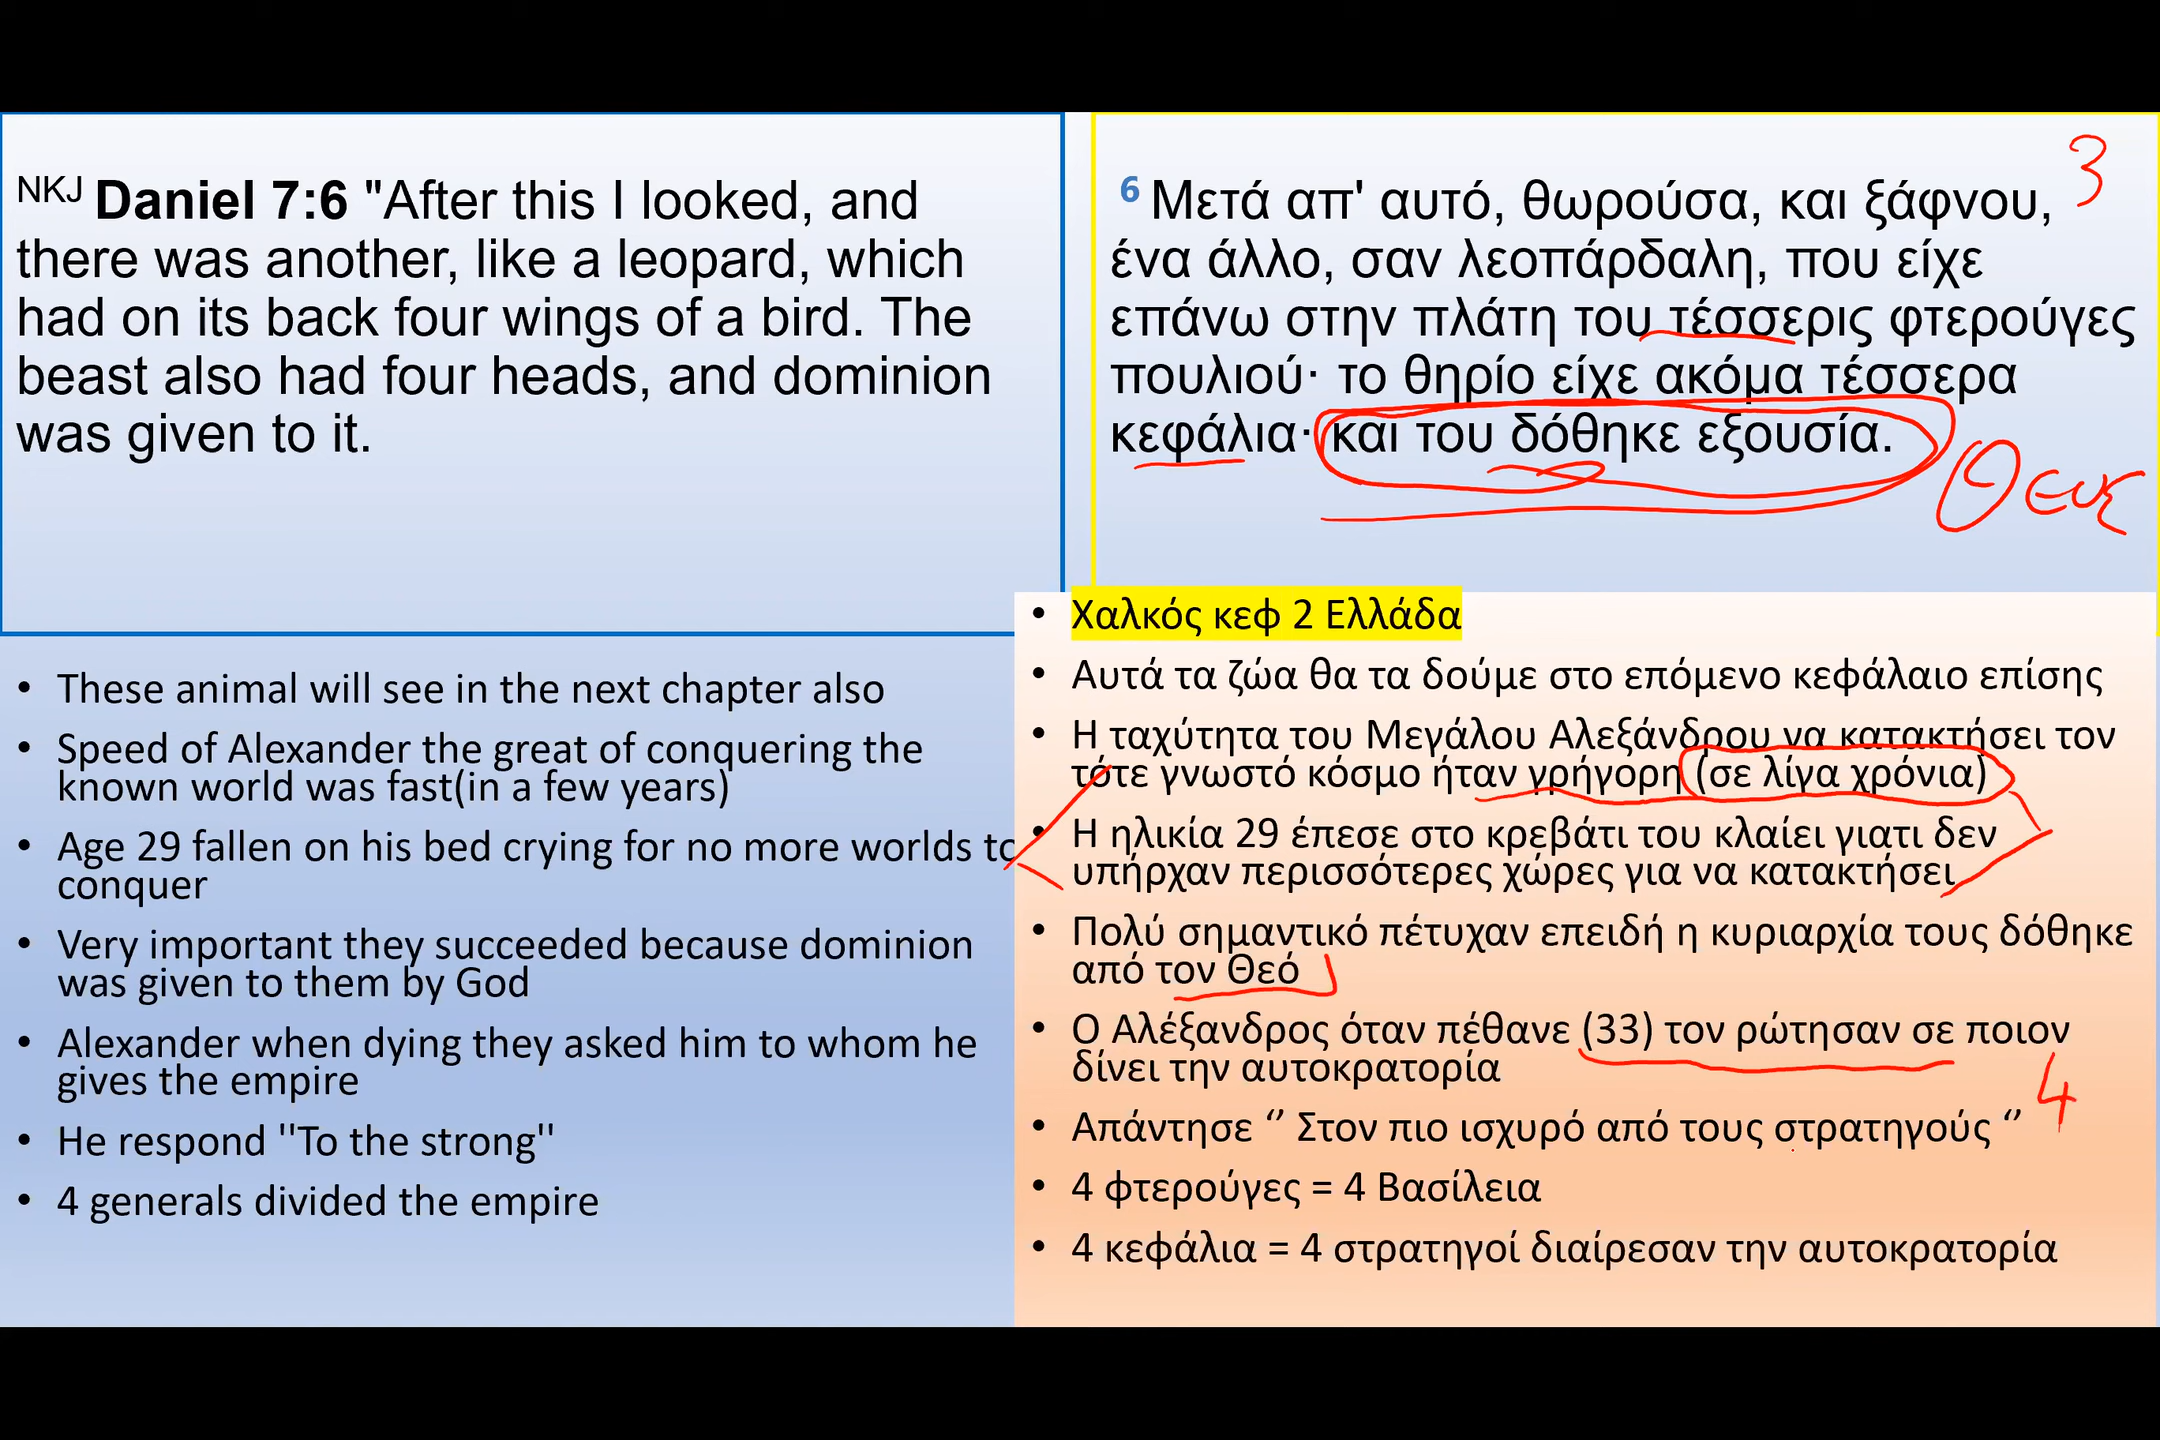 NKJ Daniel 7:6 "After this I looked, and
there was another, like a leopard, which
had on its back four wings of a bird. The
beast also had four heads, and dominion
was given to it.
3
6 Μετά απ' αυτό, θωρούσα, και ξάφνου,
ένα άλλο, σαν λεοπάρδαλη, που είχε
επάνω στην πλάτη του τέσσερις φτερούγες
πουλιού· το θηρίο είχε ακόμα τέσσερα
κεφάλια· και του δόθηκε εξουσία.
• These animal will see in the next chapter also
• Speed of Alexander the great of conquering the
known world was fast(in a few years)
• Age 29 fallen on his bed crying for no more worlds to
conquer
• Very important they succeeded because dominion
was given to them by God
• Alexander when dying they asked him to whom he
gives the empire
• He respond ''To the strong''
• 4 generals divided the empire
• Χαλκός κεφ 2 Ελλάδα
• Αυτά τα ζώα θα τα δούμε στο επόμενο κεφάλαιο επίσης
• Η ταχύτητα του Μεγάλου Αλεξάνδρου να κατακτήσει τον
τότε γνωστό κόσμο ήταν γρήγορη (σε λίγα χρόνια)
• Η ηλικία 29 έπεσε στο κρεβάτι του κλαίει γιατι δεν
υπήρχαν περισσότερες χώρες για να κατακτήσει
• Πολύ σημαντικό πέτυχαν επειδή η κυριαρχία τους δόθηκε
από τον Θεό
• Ο Αλέξανδρος όταν πέθανε (33) τον ρώτησαν σε ποιον
δίνει την αυτοκρατορία
4
• Απάντησε ‘’ Στον πιο ισχυρό από τους στρατηγούς ‘’
• 4 φτερούγες = 4 Βασίλεια
• 4 κεφάλια = 4 στρατηγοί διαίρεσαν την αυτοκρατορία